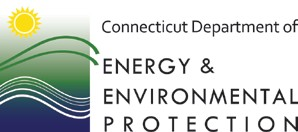 Connecticut Department of
ENERGY &
ENVIRONMENTAL
PROTECTION